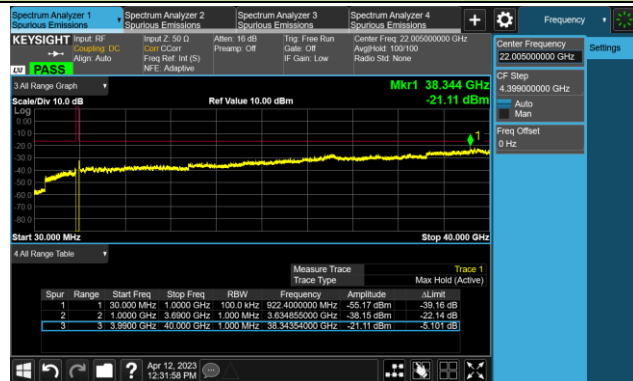 Spectrum Analyzer 1
Spurious Emissions
Spectrum Analyzer 2
Spurious Emissions
Spectrum Analyzer 3
Spurious Emissions
Spectrum Analyzer 4
Spurious Emissions
+
Frequency
KEYSIGHT
Input: RF
Coupling: DC
Align: Auto
Input Z: 50 Ω
Corr CCorr
Freq Ref: Int (S)
NFE: Adaptive
Atten: 16 dB
Preamp: Off
Trig: Free Run
Gate: Off
IF Gain: Low
Center Freq: 22.005000000 GHz
Avg|Hold: 100/100
Radio Std: None
LXI
PASS
Center Frequency
22.005000000 GHz
Settings
CF Step
4.399000000 GHz
Auto
Man
Freq Offset
0 Hz
3 All Range Graph
Scale/Div 10.0 dB
Ref Value 10.00 dBm
Mkr1 38.344 GHz
-21.11 dBm
Log
0.00
-10.0
-20.0
-30.0
-40.0
-50.0
-60.0
-70.0
-80.0
1
Start 30.000 MHz
Stop 40.000 GHz
4 All Range Table
Measure Trace Trace 1
Trace Type Max Hold (Active)
Spur Range Start Freq Stop Freq RBW Frequency Amplitude ΔLimit
1 1 30.000 MHz 1.0000 GHz 100.0 kHz 922.4000000 MHz -55.17 dBm -39.16 dB
2 2 1.0000 GHz 3.6900 GHz 1.000 MHz 3.634855000 GHz -38.15 dBm -22.14 dB
3 3 3.9900 GHz 40.000 GHz 1.000 MHz 38.34354000 GHz -21.11 dBm -5.101 dB
?
Apr 12, 2023
12:31:58 PM